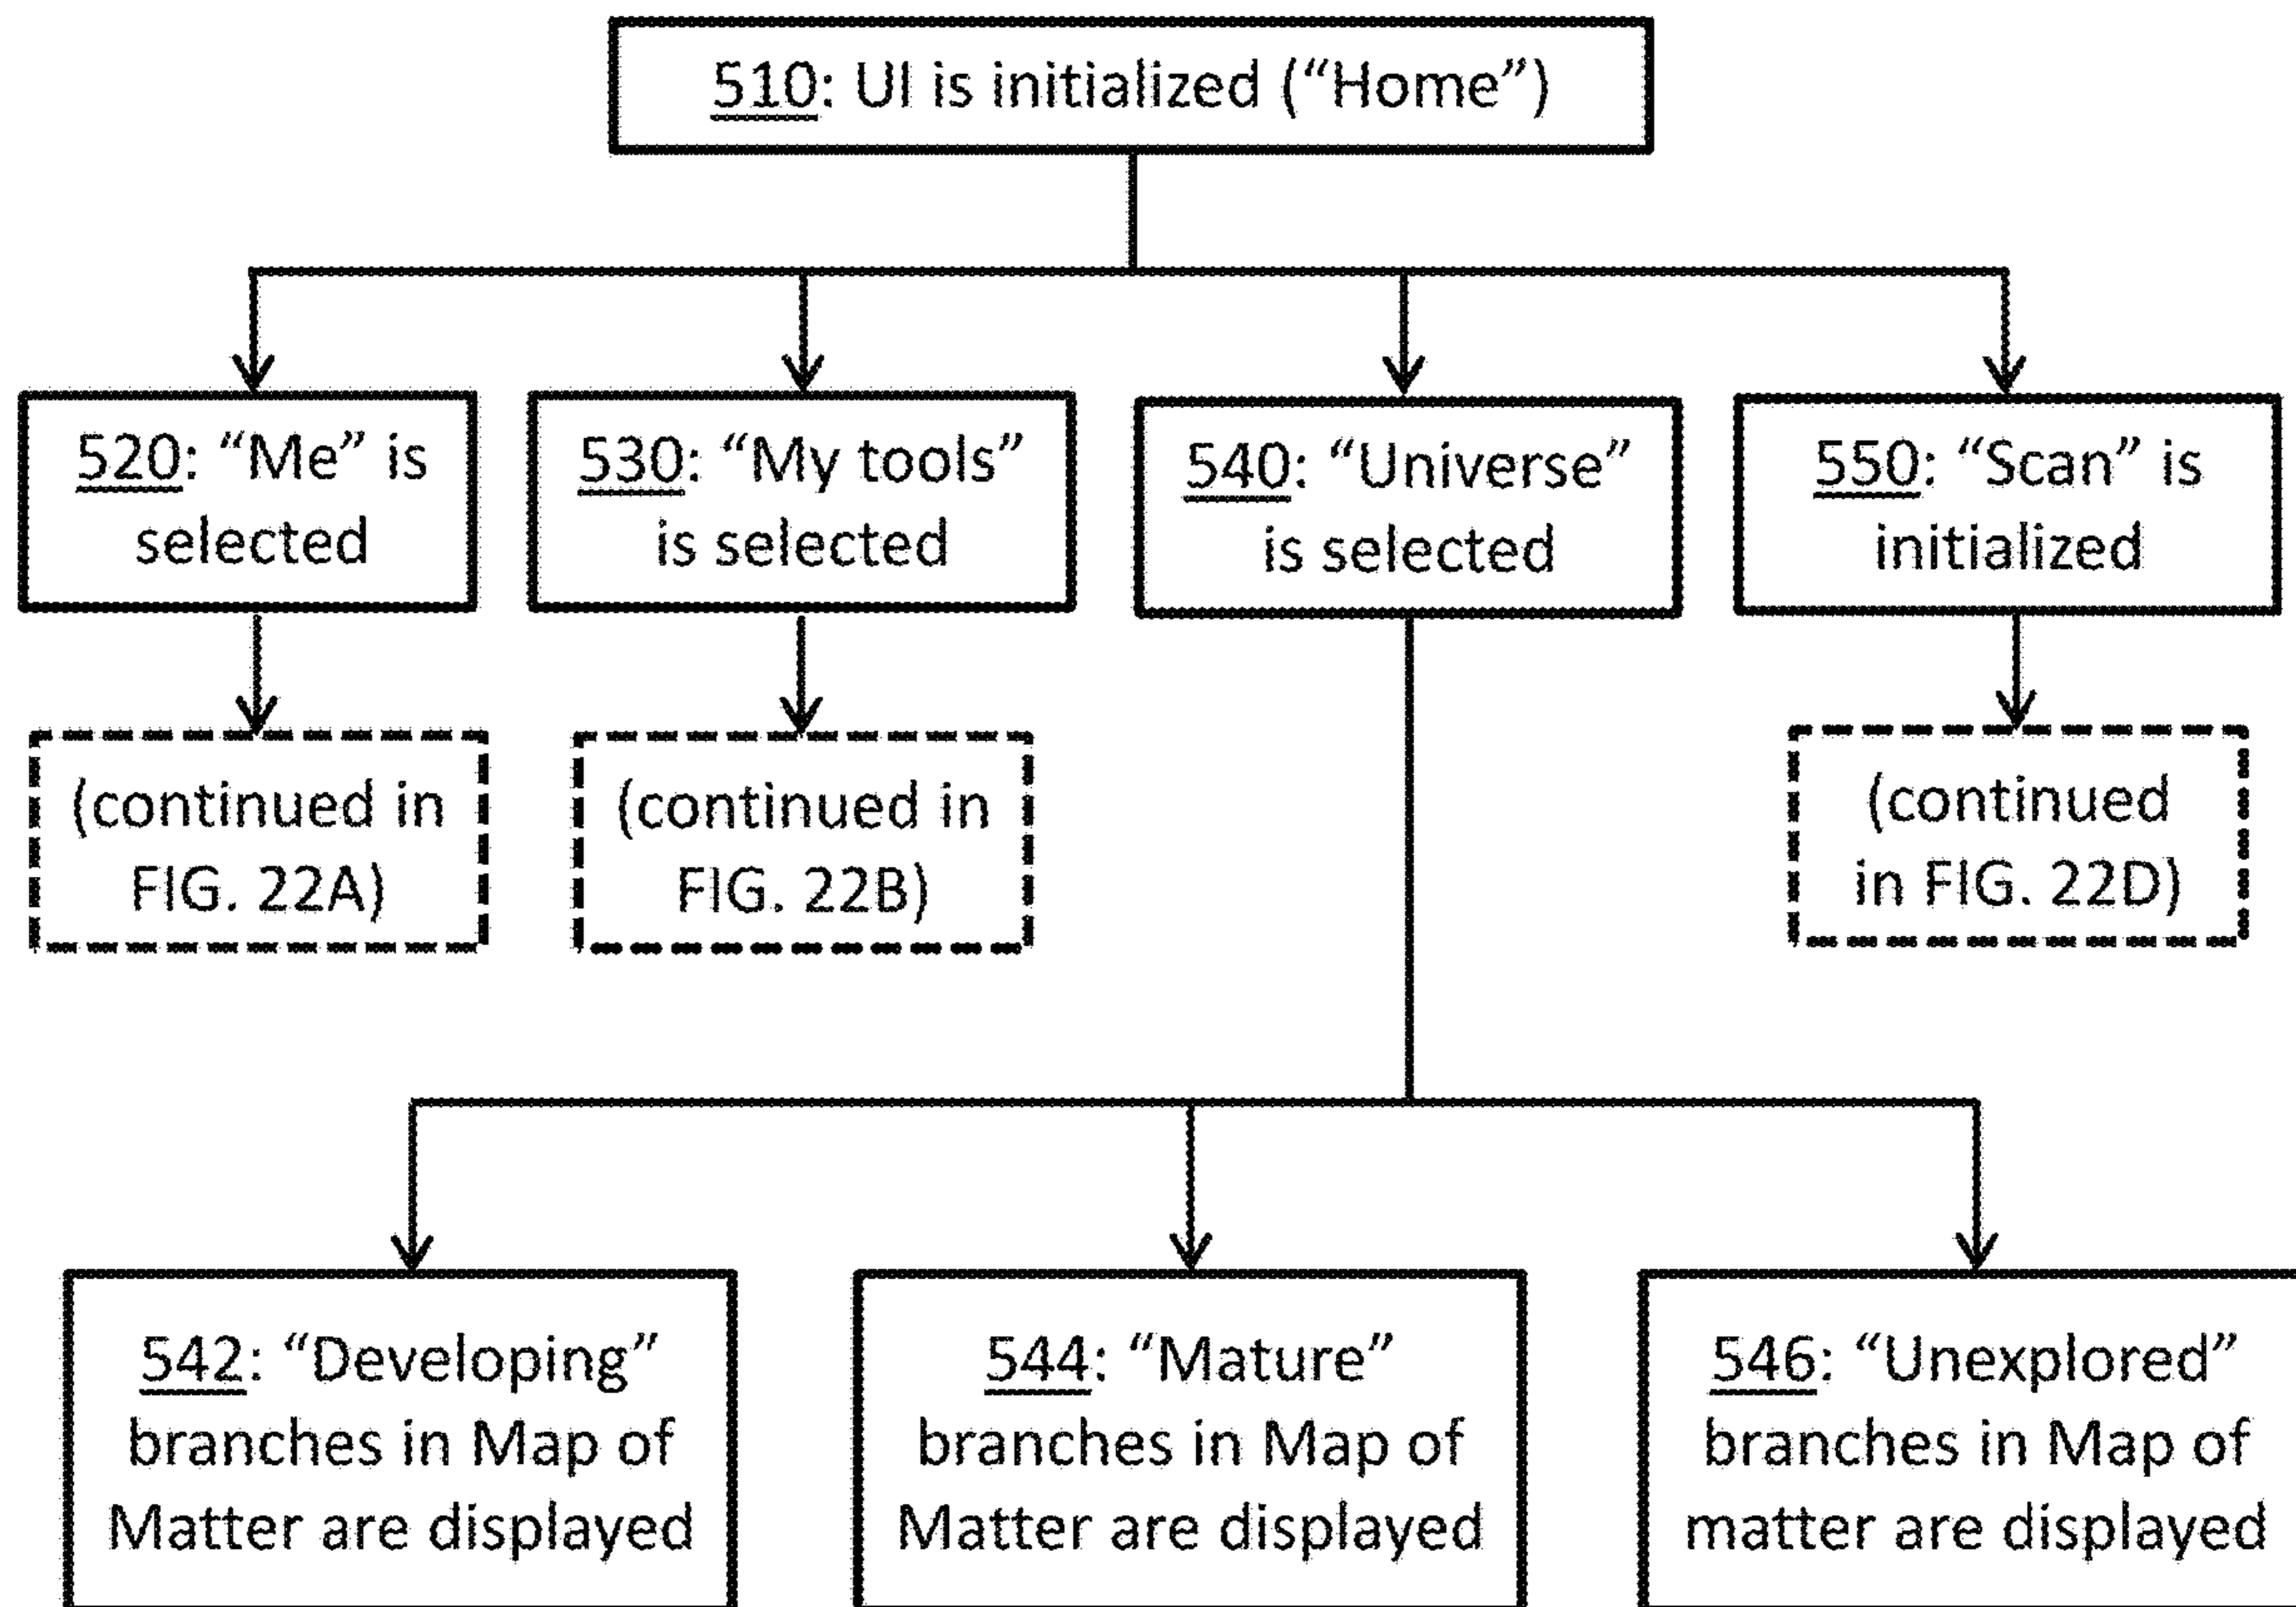 510: UI is initialized (“Home”)
520: “Me” is
selected
530: “My tools”
is selected
540: “Universe”
is selected
550: “Scan” is
initialized
(continued in
FIG. 22A)
(continued in
FIG. 22B)
(continued
in FIG. 22D)
542: “Developing”
branches in Map of
Matter are displayed
544: “Mature”
branches in Map of
Matter are displayed
546: “Unexplored”
branches in Map of
matter are displayed